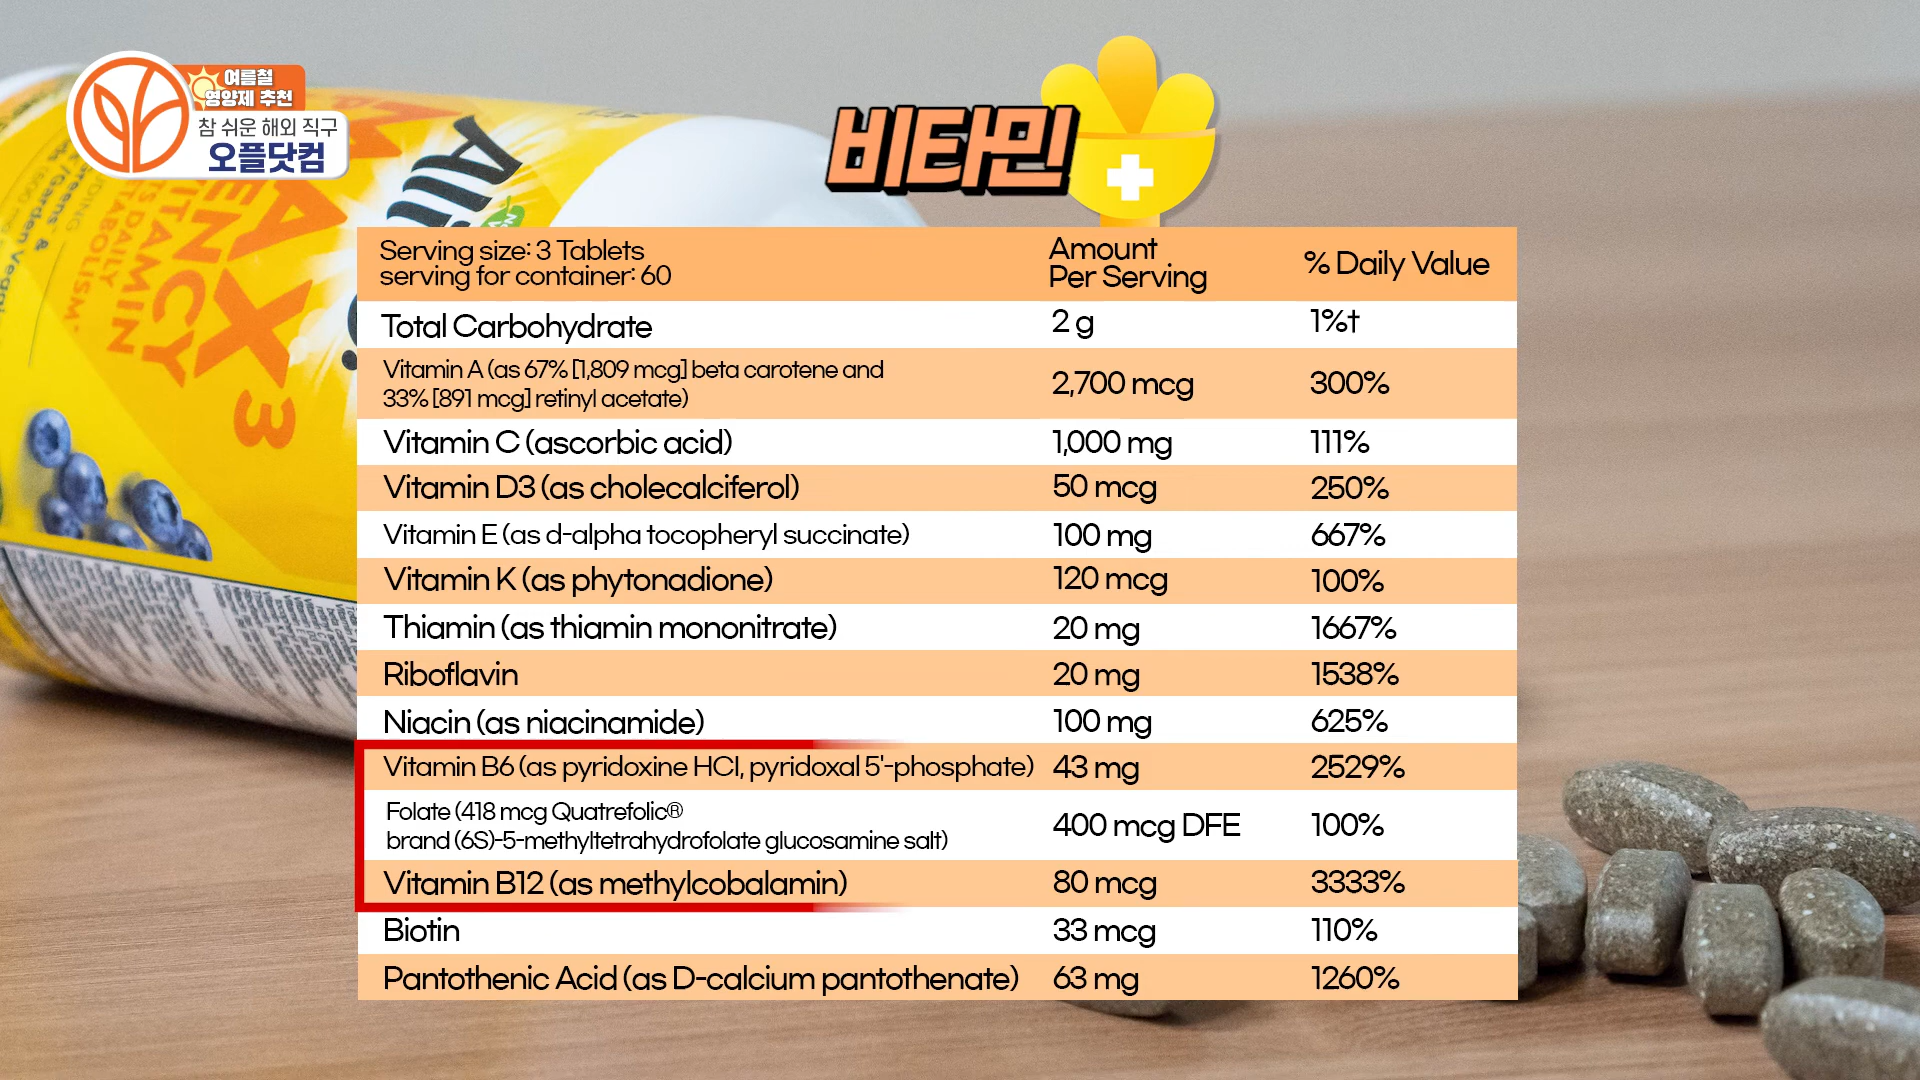 여름철
영양제 추천
참 쉬운 해외 직구
오플닷컴
비타민
Serving size: 3 Tablets
serving for container: 60
Amount
Per Serving
% Daily Value
Total Carbohydrate 2 g 1%†
Vitamin A (as 67% [1,809 mcg] beta carotene and
33% [891 mcg] retinyl acetate) 2,700 mcg 300%
Vitamin C (ascorbic acid) 1,000 mg 111%
Vitamin D3 (as cholecalciferol) 50 mcg 250%
Vitamin E (as d-alpha tocopheryl succinate) 100 mg 667%
Vitamin K (as phytonadione) 120 mcg 100%
Thiamin (as thiamin mononitrate) 20 mg 1667%
Riboflavin 20 mg 1538%
Niacin (as niacinamide) 100 mg 625%
Vitamin B6 (as pyridoxine HCl, pyridoxal 5'-phosphate) 43 mg 2529%
Folate (418 mcg Quatrefolic®
brand (6S)-5-methyltetrahydrofolate glucosamine salt) 400 mcg DFE 100%
Vitamin B12 (as methylcobalamin) 80 mcg 3333%
Biotin 33 mcg 110%
Pantothenic Acid (as D-calcium pantothenate) 63 mg 1260%
AX 3
ENCY
ITAMIN
DAILY
TABOLISM